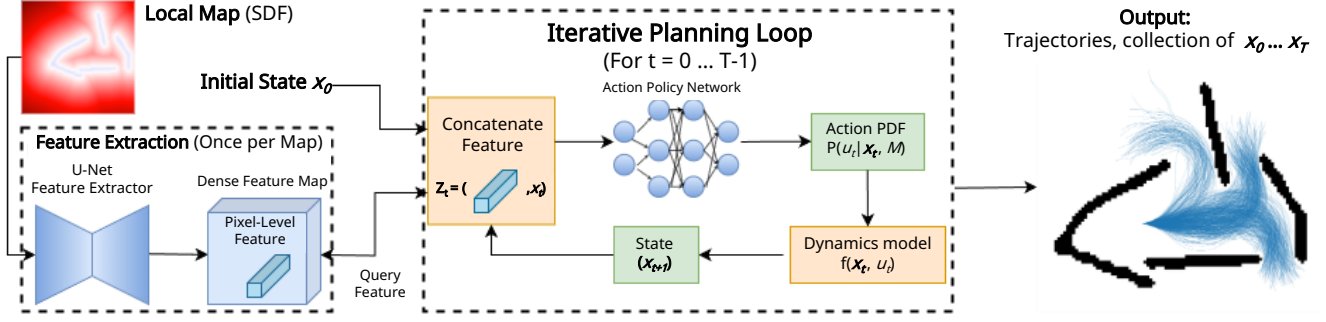 Local Map (SDF)
Initial State x₀
Feature Extraction (Once per Map)
U-Net
Feature Extractor
Dense Feature Map
Pixel-Level
Feature
Query
Feature
Iterative Planning Loop
(For t = 0 ... T-1)
Action Policy Network
Concatenate
Feature
Zₜ = ( , xₜ)
Action PDF
P(uₜ| xₜ, M)
Dynamics model
f(xₜ, uₜ)
State
(xₜ₊₁)
Output:
Trajectories, collection of x₀ ... x_T